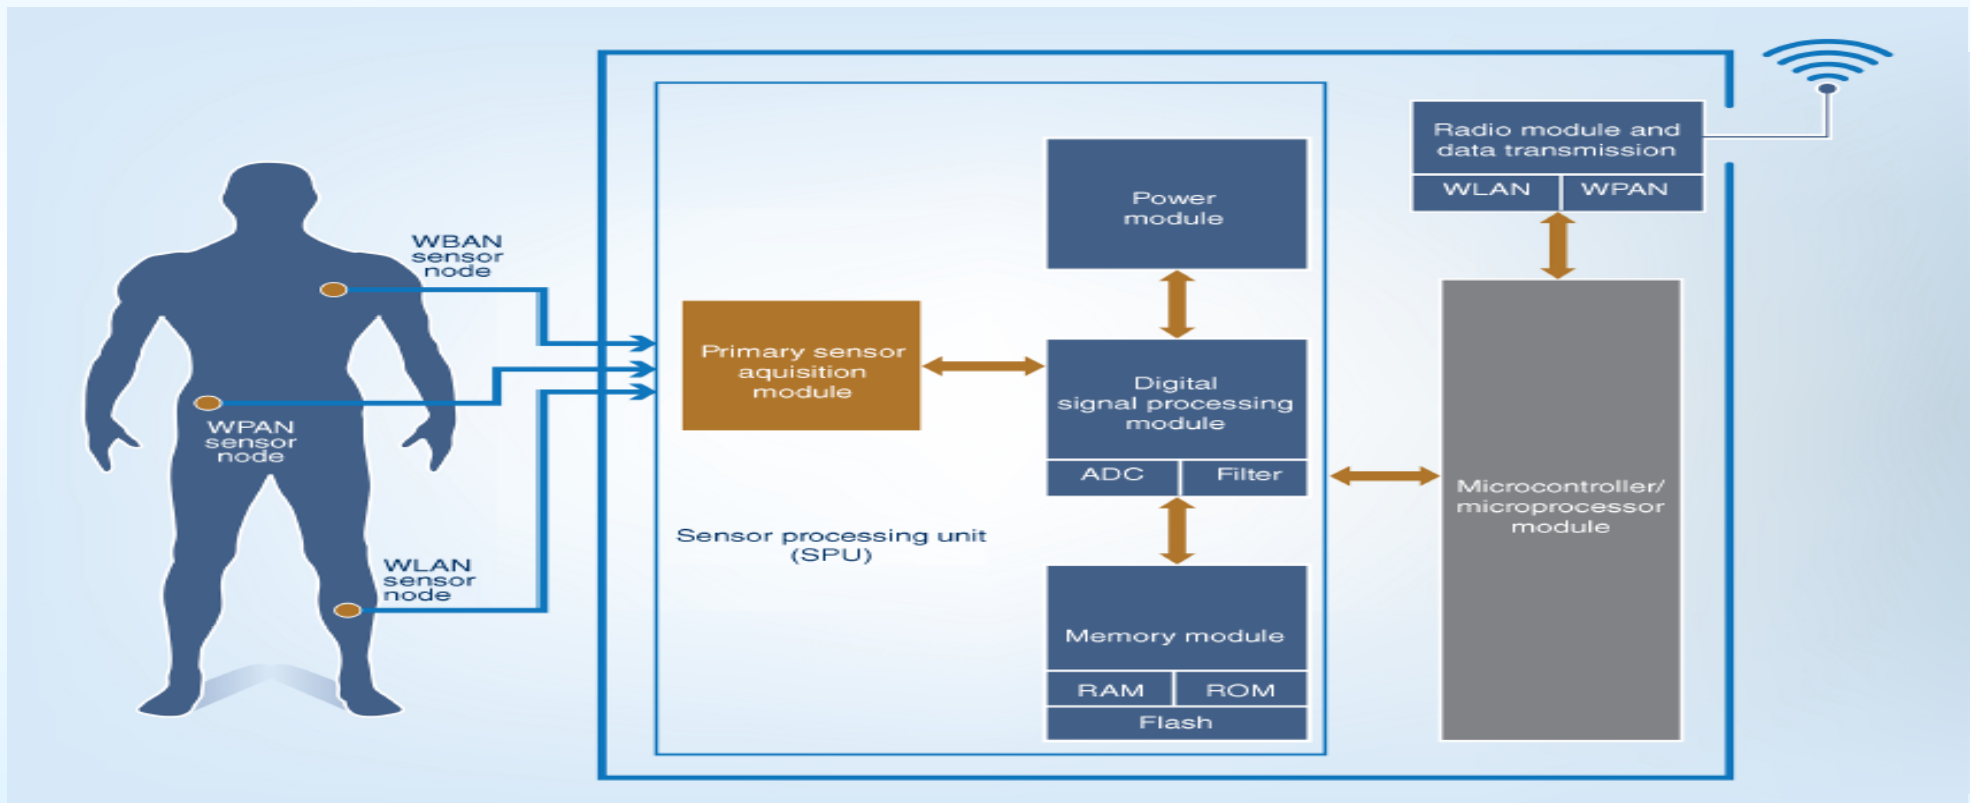 WBAN
sensor
node
WPAN
sensor
node
WLAN
sensor
node
Primary sensor
aquisition
module
Sensor processing unit
(SPU)
Power
module
Digital
signal processing
module
ADC
Filter
Memory module
RAM
ROM
Flash
Radio module and
data transmission
WLAN
WPAN
Microcontroller/
microprocessor
module